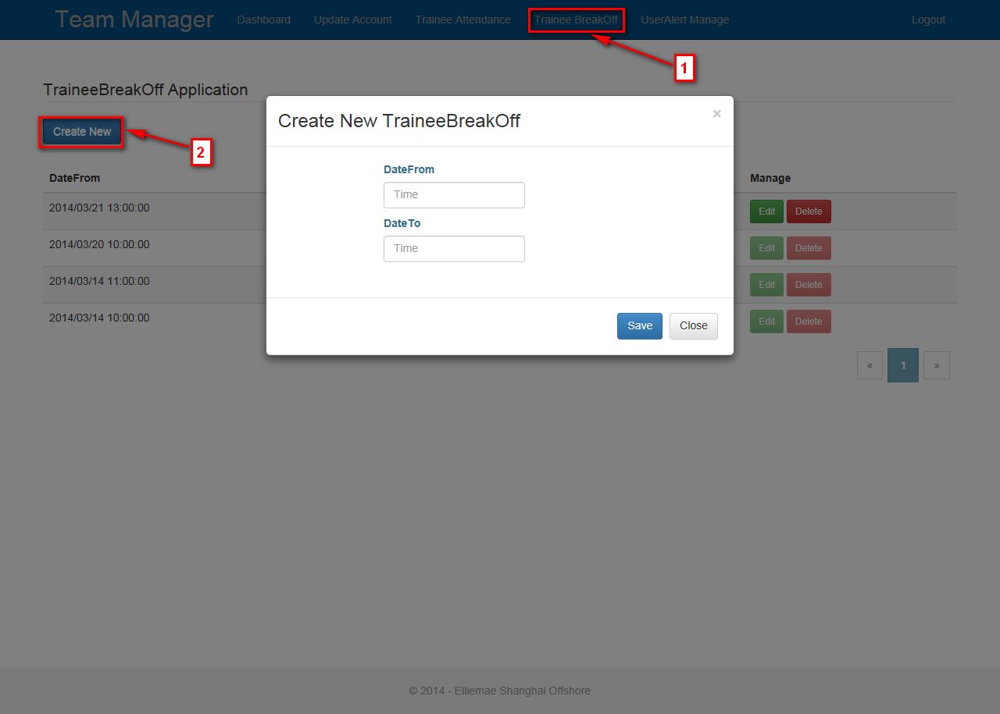 Team Manager Dashboard Update Account Trainee Attendance Trainee BreakOff UserAlert Manage Logout
1
TraineeBreakOff Application
Create New TraineeBreakOff ×
Create New
2
DateFrom
Time
DateTo
Time
Save Close
DateFrom Manage
2014/03/21 13:00:00 Edit Delete
2014/03/20 10:00:00 Edit Delete
2014/03/14 11:00:00 Edit Delete
2014/03/14 10:00:00 Edit Delete
« 1 »
© 2014 - Elliemae Shanghai Offshore